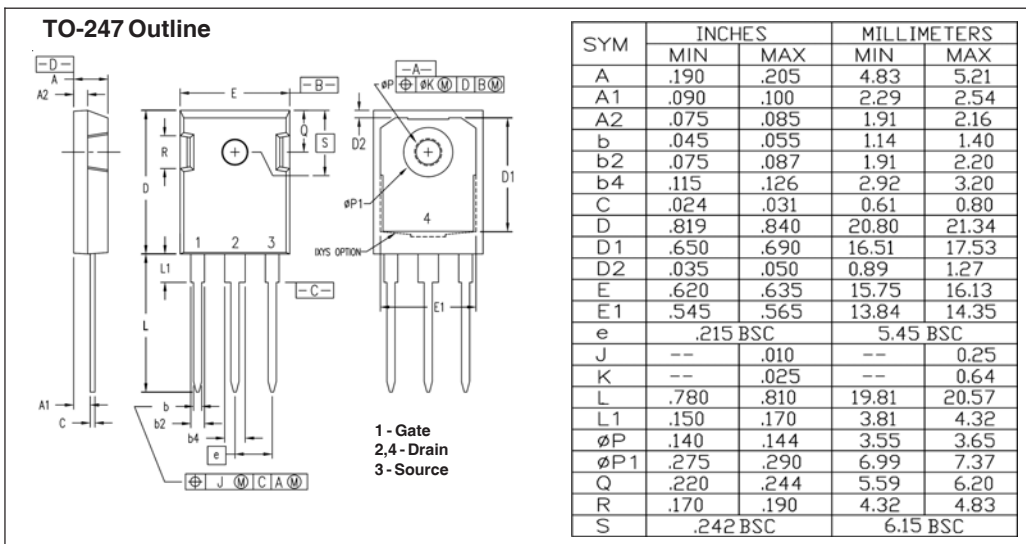 TO-247 Outline
-D-
A
A2
R
D
L1
L
A1
C
E
-B-
Q
S
1 2 3
-C-
b
b2
b4
e
⌖ J Ⓜ C A Ⓜ
-A-
øP ⌖ øK Ⓜ D B Ⓜ
D2
D1
øP1
4
IXYS OPTION
E1
1 - Gate
2,4 - Drain
3 - Source
SYM INCHES MILLIMETERS
MIN MAX MIN MAX
A .190 .205 4.83 5.21
A1 .090 .100 2.29 2.54
A2 .075 .085 1.91 2.16
b .045 .055 1.14 1.40
b2 .075 .087 1.91 2.20
b4 .115 .126 2.92 3.20
C .024 .031 0.61 0.80
D .819 .840 20.80 21.34
D1 .650 .690 16.51 17.53
D2 .035 .050 0.89 1.27
E .620 .635 15.75 16.13
E1 .545 .565 13.84 14.35
e .215 BSC 5.45 BSC
J -- .010 -- 0.25
K -- .025 -- 0.64
L .780 .810 19.81 20.57
L1 .150 .170 3.81 4.32
øP .140 .144 3.55 3.65
øP1 .275 .290 6.99 7.37
Q .220 .244 5.59 6.20
R .170 .190 4.32 4.83
S .242 BSC 6.15 BSC